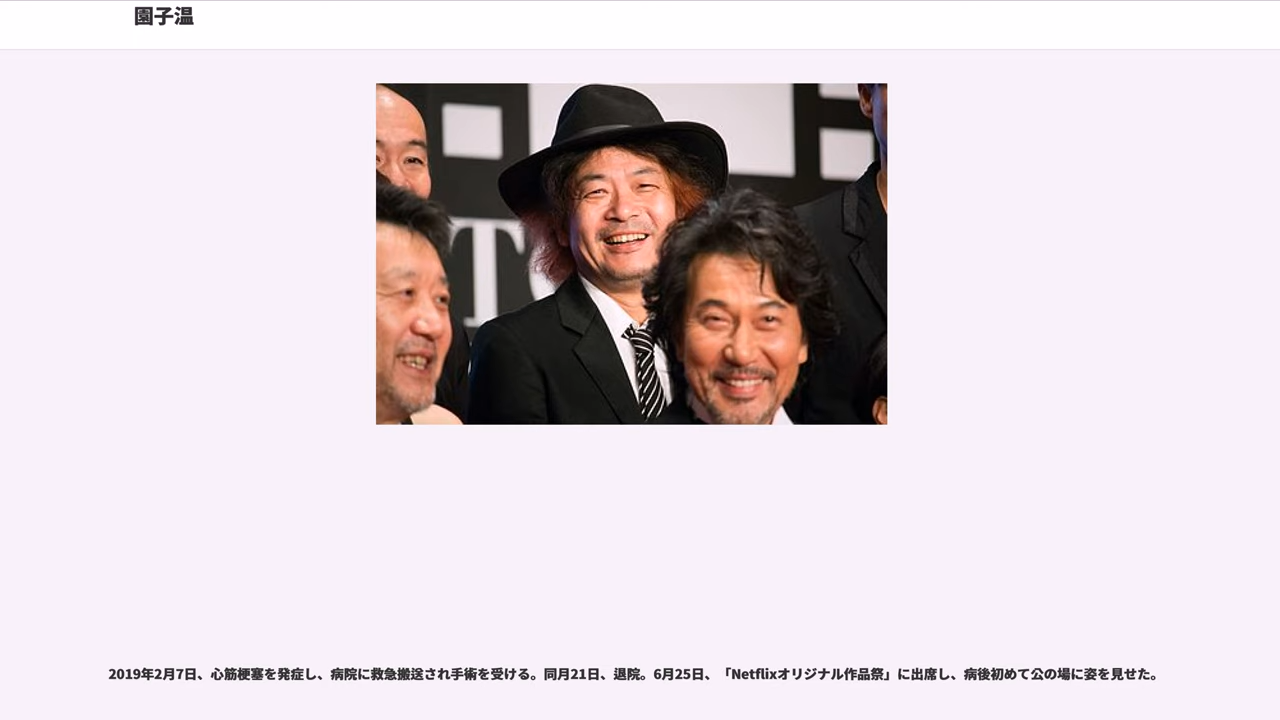 園子温
T
2019年2月7日、心筋梗塞を発症し、病院に救急搬送され手術を受ける。同月21日、退院。6月25日、「Netflixオリジナル作品祭」に出席し、病後初めて公の場に姿を見せた。